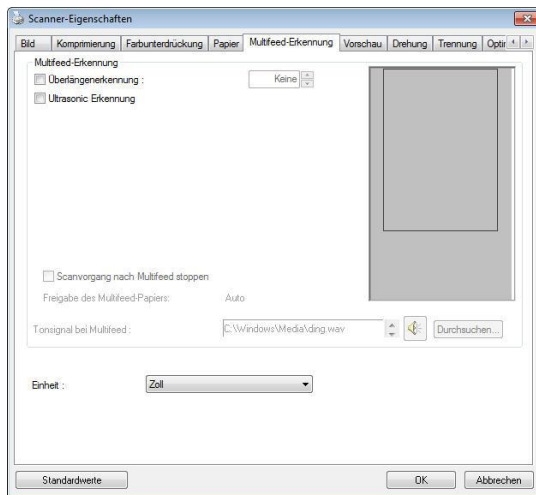 Scanner-Eigenschaften
Bild Komprimierung Farbunterdrückung Papier Multifeed-Erkennung Vorschau Drehung Trennung Optir
Multifeed-Erkennung
Überlängenerkennung : Keine
Ultrasonic Erkennung
Scanvorgang nach Multifeed stoppen
Freigabe des Multifeed-Papiers: Auto
Tonsignal bei Multifeed : C:\Windows\Media\ding.wav Durchsuchen...
Einheit : Zoll
Standardwerte OK Abbrechen